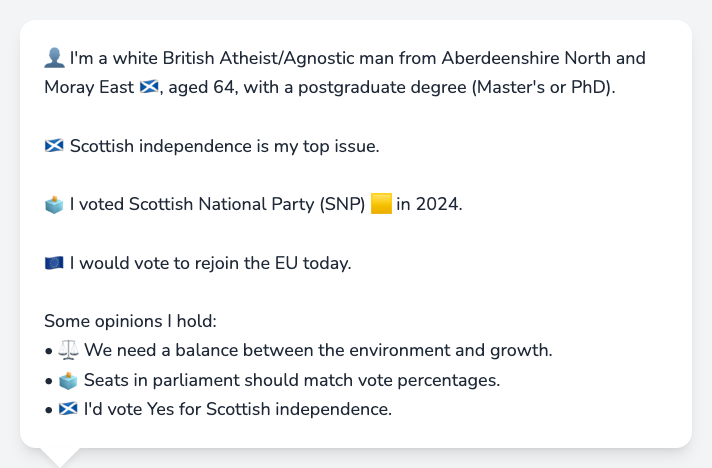 👤 I'm a white British Atheist/Agnostic man from Aberdeenshire North and
Moray East 🏴󠁧󠁢󠁳󠁣󠁴󠁿, aged 64, with a postgraduate degree (Master's or PhD).
🏴󠁧󠁢󠁳󠁣󠁴󠁿 Scottish independence is my top issue.
🗳️ I voted Scottish National Party (SNP) 🟨 in 2024.
🇪🇺 I would vote to rejoin the EU today.
Some opinions I hold:
• ⚖️ We need a balance between the environment and growth.
• 🗳️ Seats in parliament should match vote percentages.
• 🏴󠁧󠁢󠁳󠁣󠁴󠁿 I'd vote Yes for Scottish independence.